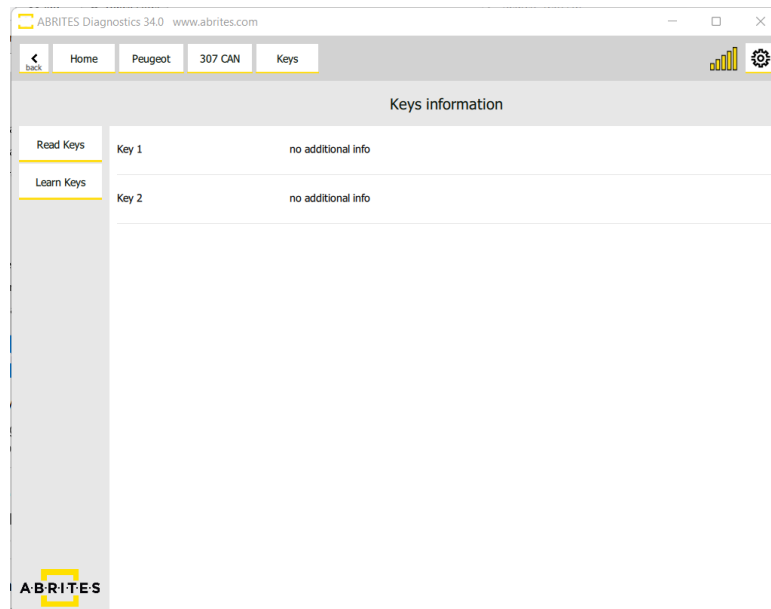 ABRITES Diagnostics 34.0 www.abrites.com
back
Home
Peugeot
307 CAN
Keys
Keys information
Read Keys
Learn Keys
Key 1 no additional info
Key 2 no additional info
A·B·R·I·T·E·S